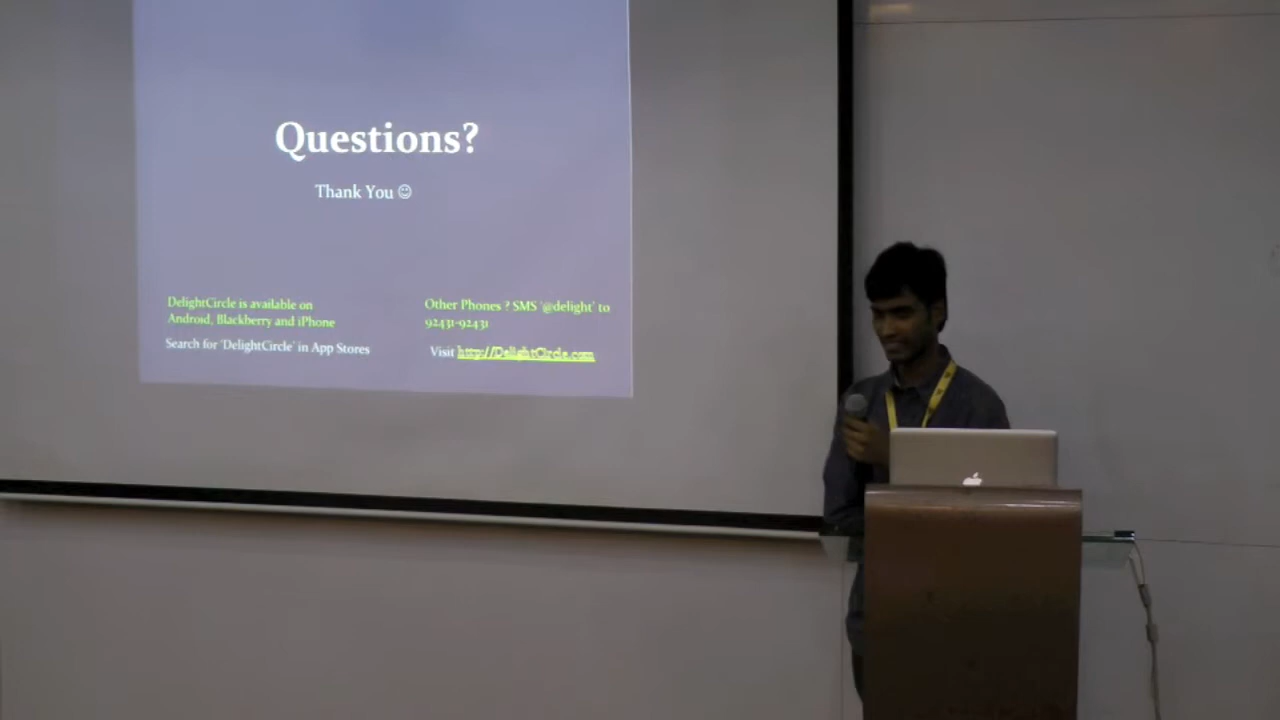 Questions?
Thank You ☺
DelightCircle is available on
Android, Blackberry and iPhone
Search for 'DelightCircle' in App Stores
Other Phones ? SMS '@delight' to
92431-92431
Visit http://DelightCircle.com